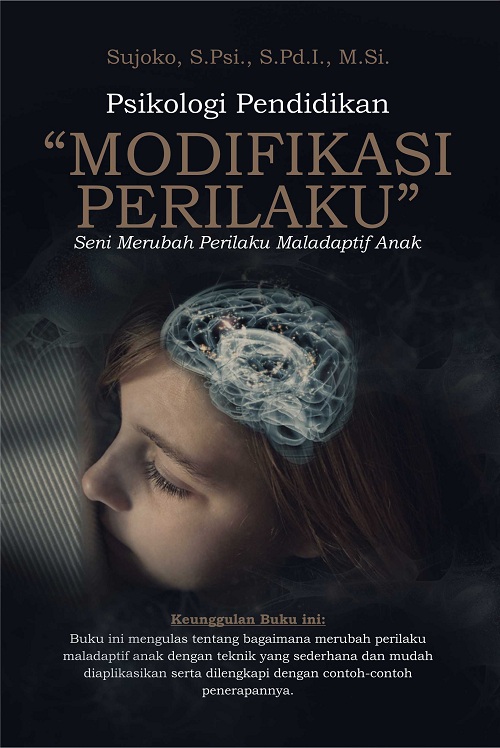 Sujoko, S.Psi., S.Pd.I., M.Si.
Psikologi Pendidikan
“MODIFIKASI
PERILAKU”
Seni Merubah Perilaku Maladaptif Anak
Keunggulan Buku ini:
Buku ini mengulas tentang bagaimana merubah perilaku
maladaptif anak dengan teknik yang sederhana dan mudah
diaplikasikan serta dilengkapi dengan contoh-contoh
penerapannya.